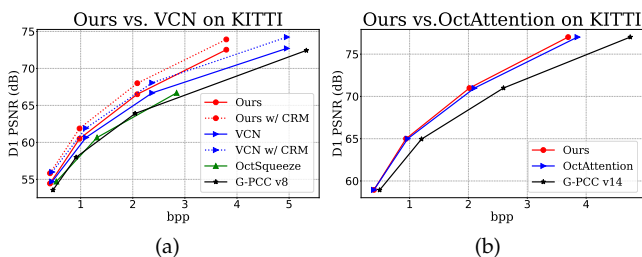 Ours vs. VCN on KITTI
D1 PSNR (dB)
75
70
65
60
55
1
2
3
4
5
bpp
Ours
Ours w/ CRM
VCN
VCN w/ CRM
OctSqueeze
G-PCC v8
(a)
Ours vs.OctAttention on KITTI
D1 PSNR (dB)
75
70
65
60
1
2
3
4
bpp
Ours
OctAttention
G-PCC v14
(b)